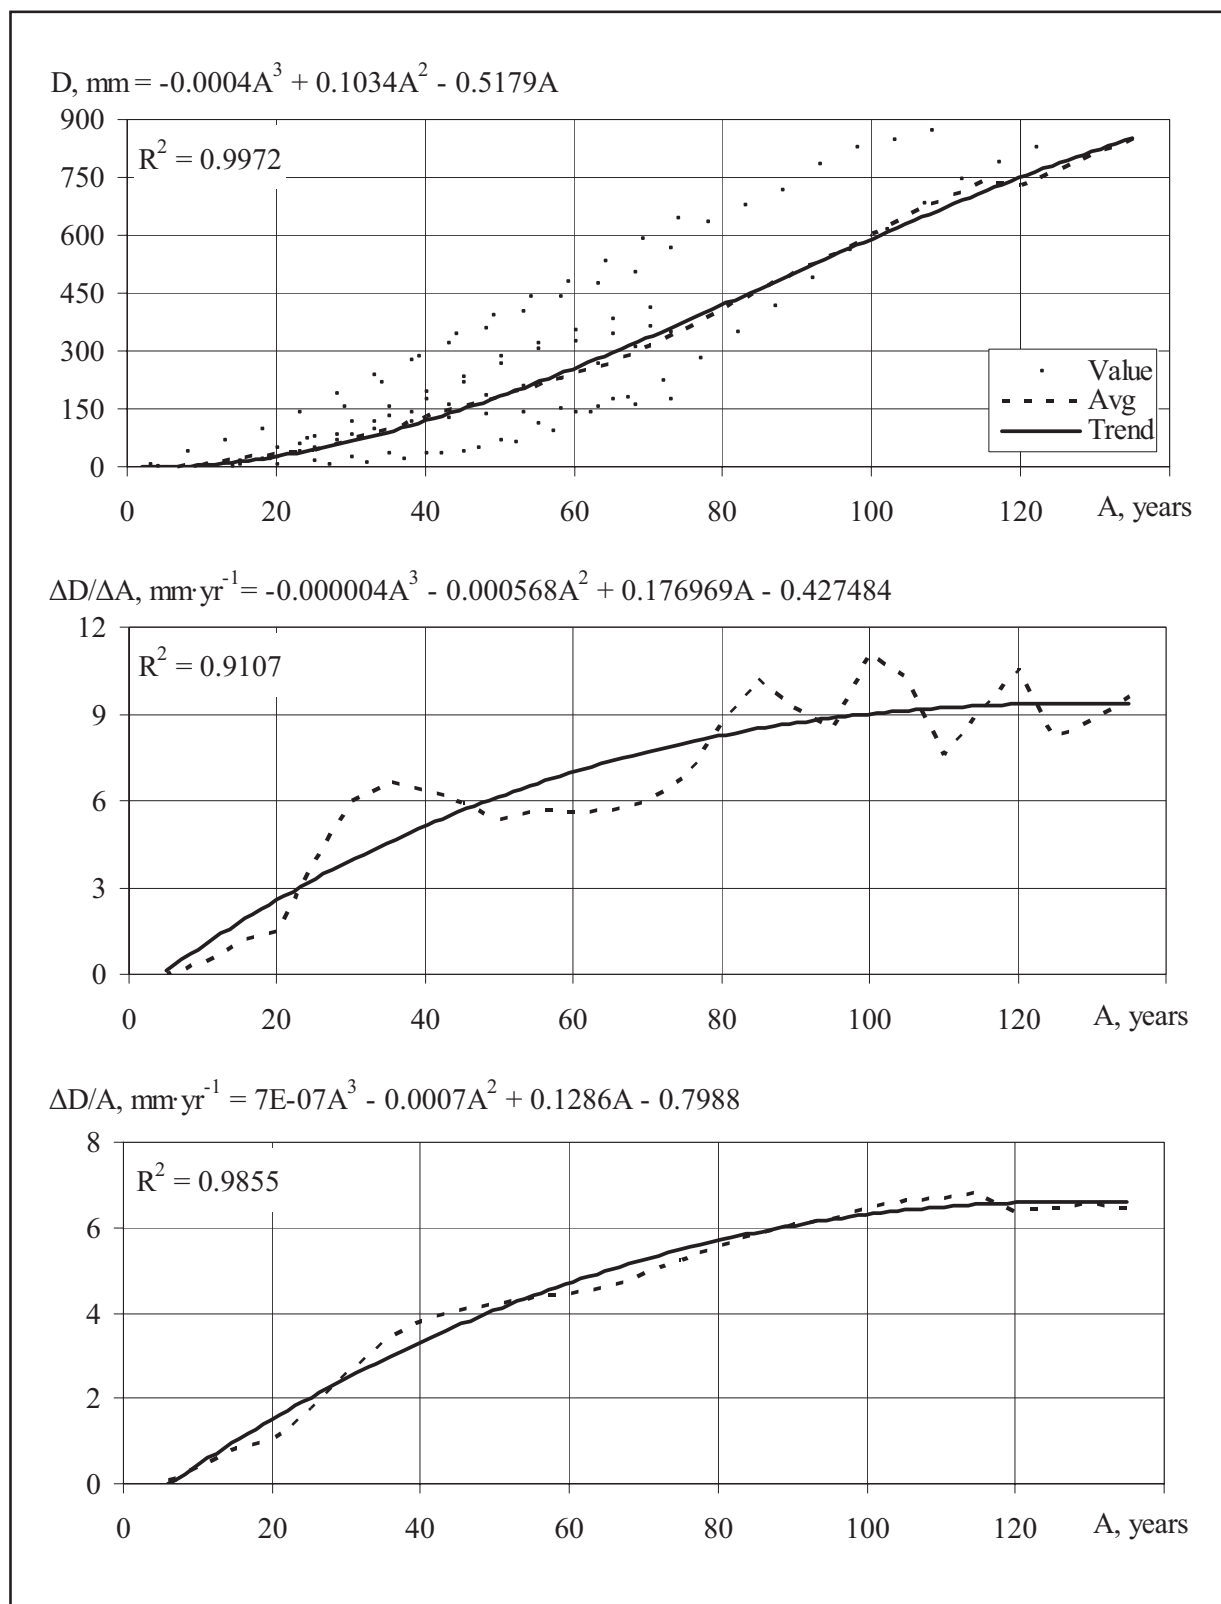 D, mm = -0.0004A³ + 0.1034A² - 0.5179A
900
R² = 0.9972
750
600
450
300
Value
Avg
150
Trend
0
0 20 40 60 80 100 120 A, years
ΔD/ΔA, mm·yr⁻¹= -0.000004A³ - 0.000568A² + 0.176969A - 0.427484
12
R² = 0.9107
9
6
3
0
0 20 40 60 80 100 120 A, years
ΔD/A, mm·yr⁻¹ = 7E-07A³ - 0.0007A² + 0.1286A - 0.7988
8
R² = 0.9855
6
4
2
0
0 20 40 60 80 100 120 A, years